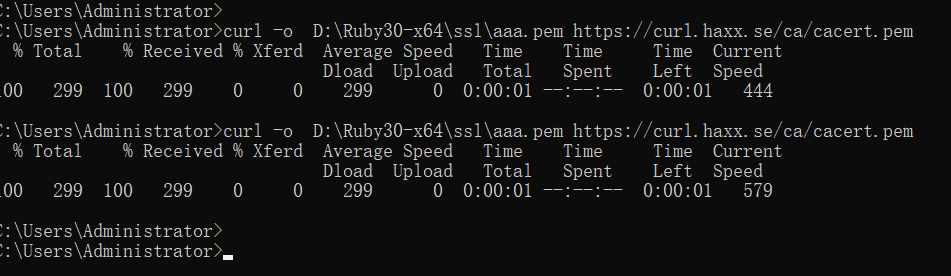 C:\Users\Administrator>
C:\Users\Administrator>curl -o  D:\Ruby30-x64\ssl\aaa.pem https://curl.haxx.se/ca/cacert.pem
  % Total    % Received % Xferd  Average Speed   Time    Time     Time  Current
                                 Dload  Upload   Total   Spent    Left  Speed
100   299  100   299    0     0    299      0  0:00:01 --:--:--  0:00:01   444
C:\Users\Administrator>curl -o  D:\Ruby30-x64\ssl\aaa.pem https://curl.haxx.se/ca/cacert.pem
  % Total    % Received % Xferd  Average Speed   Time    Time     Time  Current
                                 Dload  Upload   Total   Spent    Left  Speed
100   299  100   299    0     0    299      0  0:00:01 --:--:--  0:00:01   579
C:\Users\Administrator>
C:\Users\Administrator>